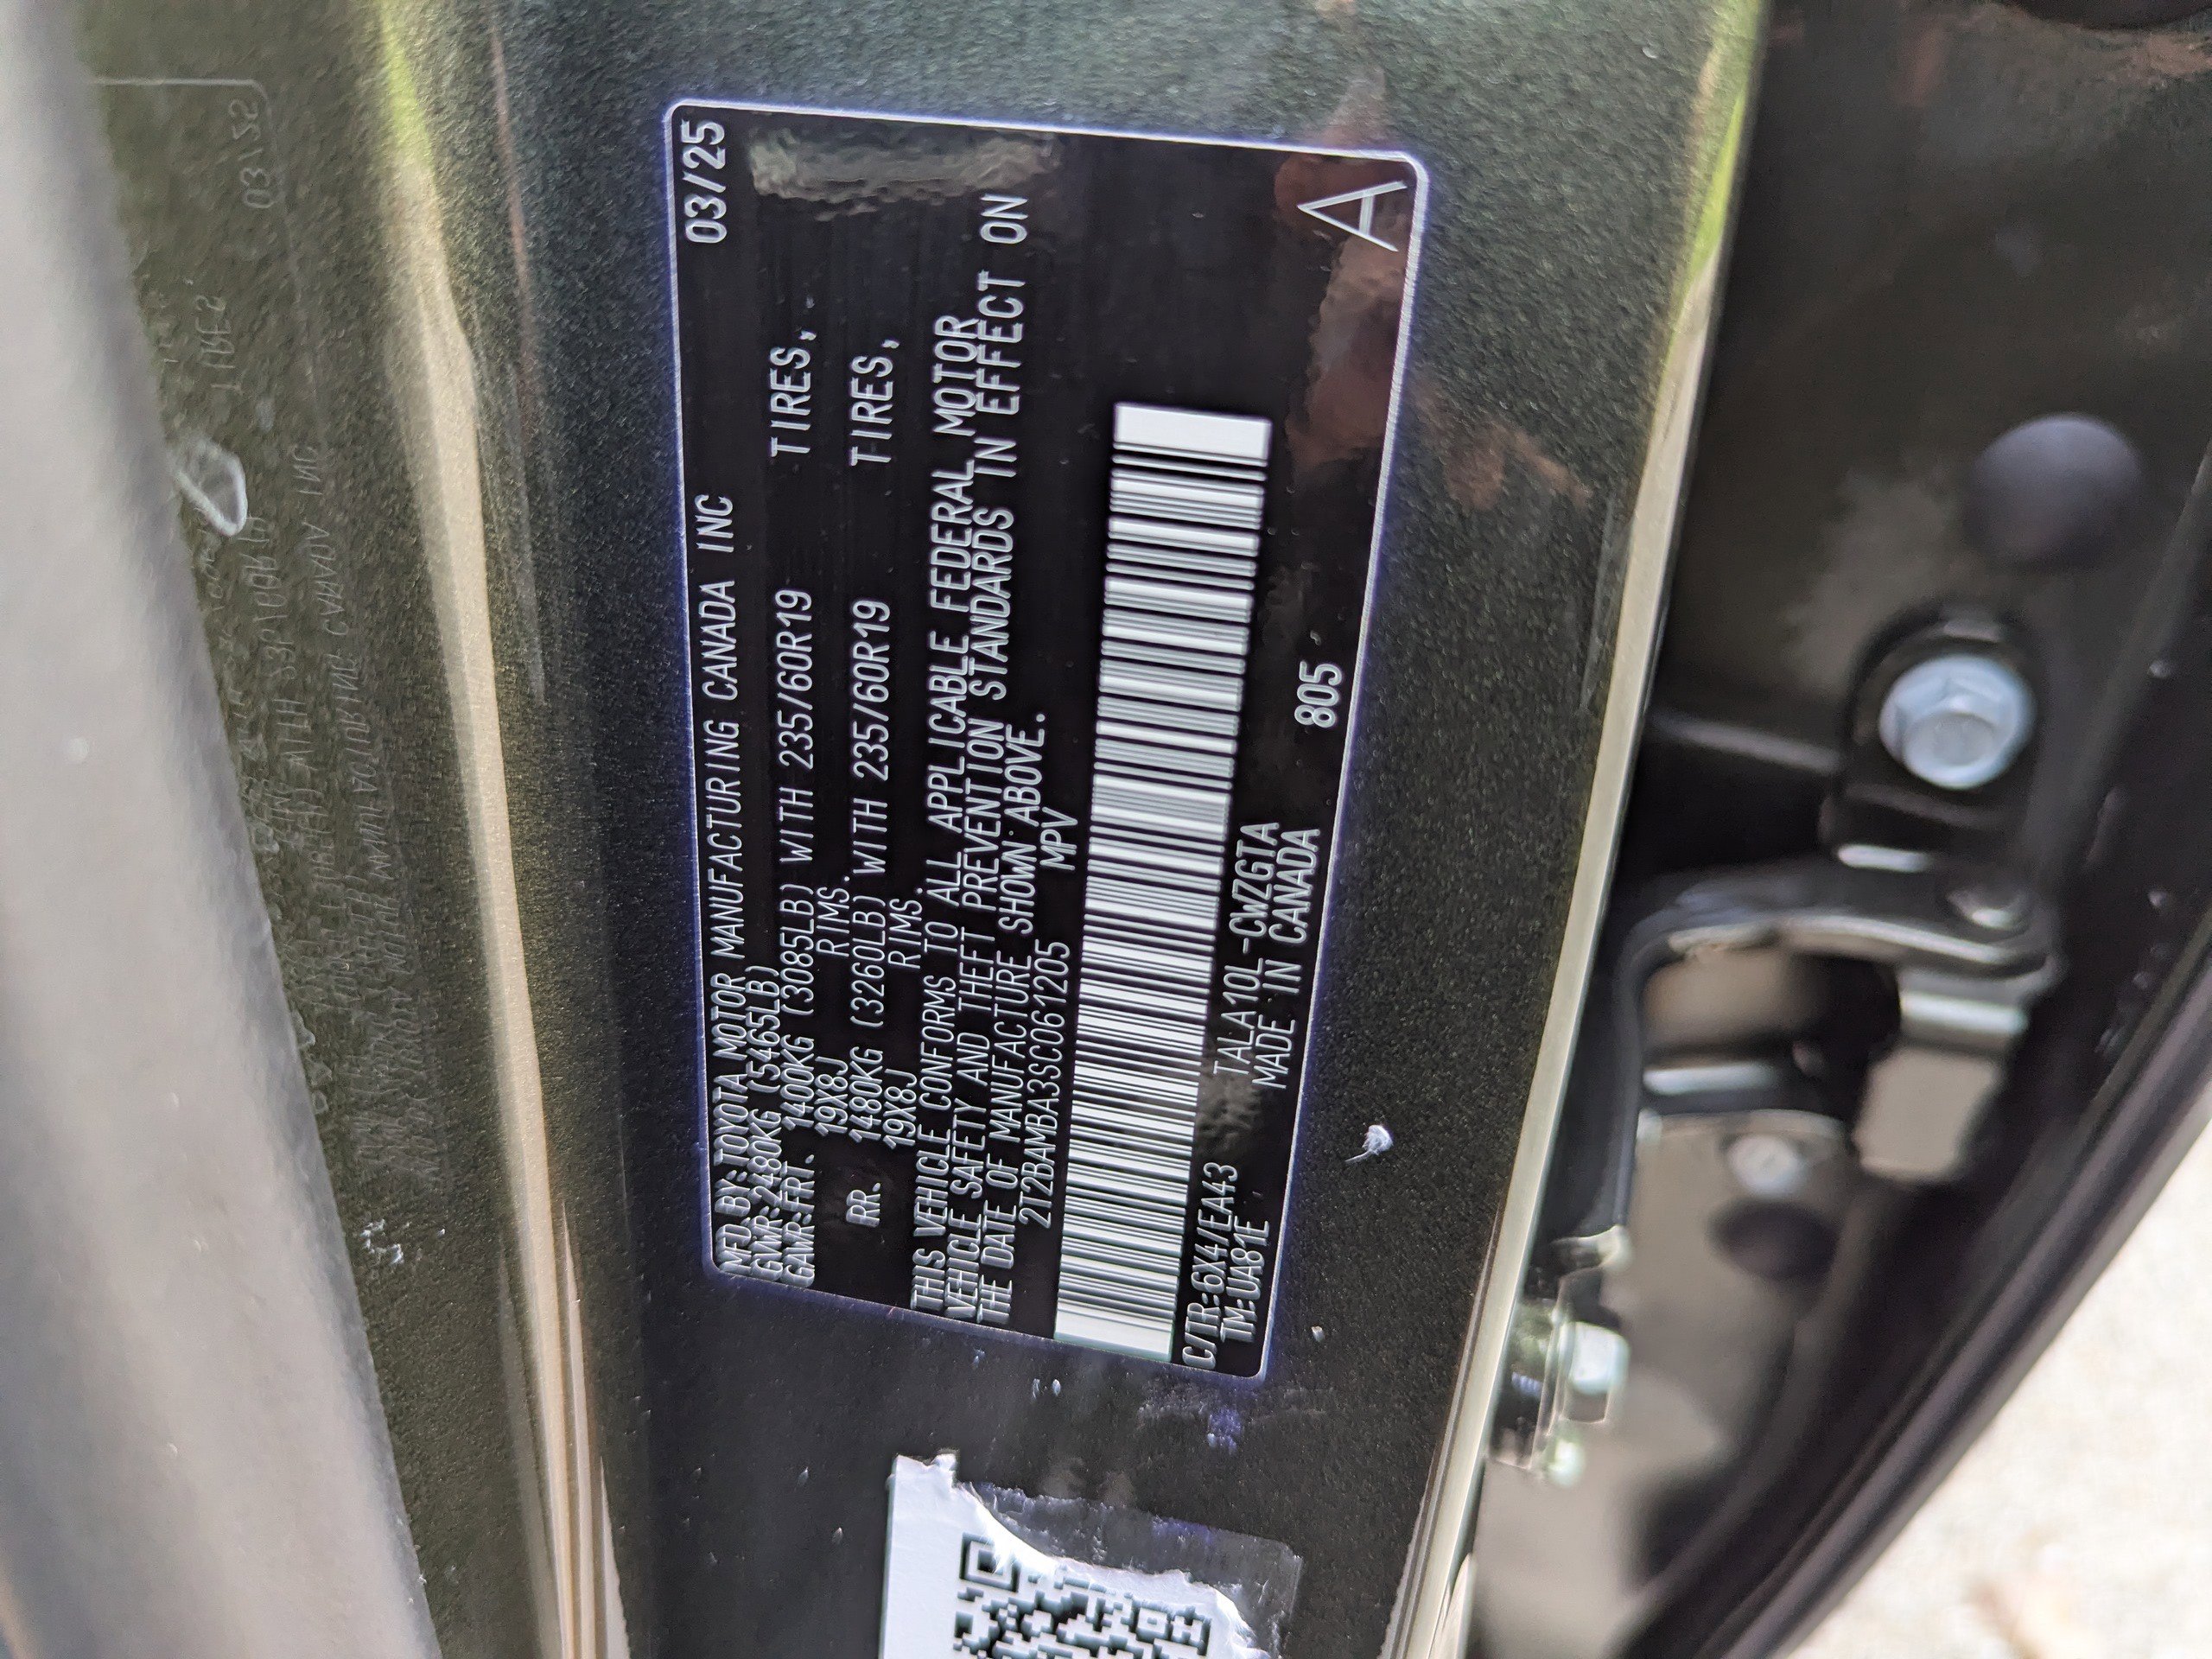 MFD. BY: TOYOTA MOTOR MANUFACTURING CANADA INC 03/25
GVWR:2480KG (5465LB)
GAWR:FRT. 1400KG (3085LB) WITH 235/60R19 TIRES,
19X8J RIMS.
RR. 1480KG (3260LB) WITH 235/60R19 TIRES,
19X8J RIMS.
THIS VEHICLE CONFORMS TO ALL APPLICABLE FEDERAL MOTOR
VEHICLE SAFETY AND THEFT PREVENTION STANDARDS IN EFFECT ON
THE DATE OF MANUFACTURE SHOWN ABOVE.
2T2BAMBA3SC061205 MPV
C/TR:6X4/EA43 TALA10L-CWZGTA
TM:UA81E MADE IN CANADA 805
A